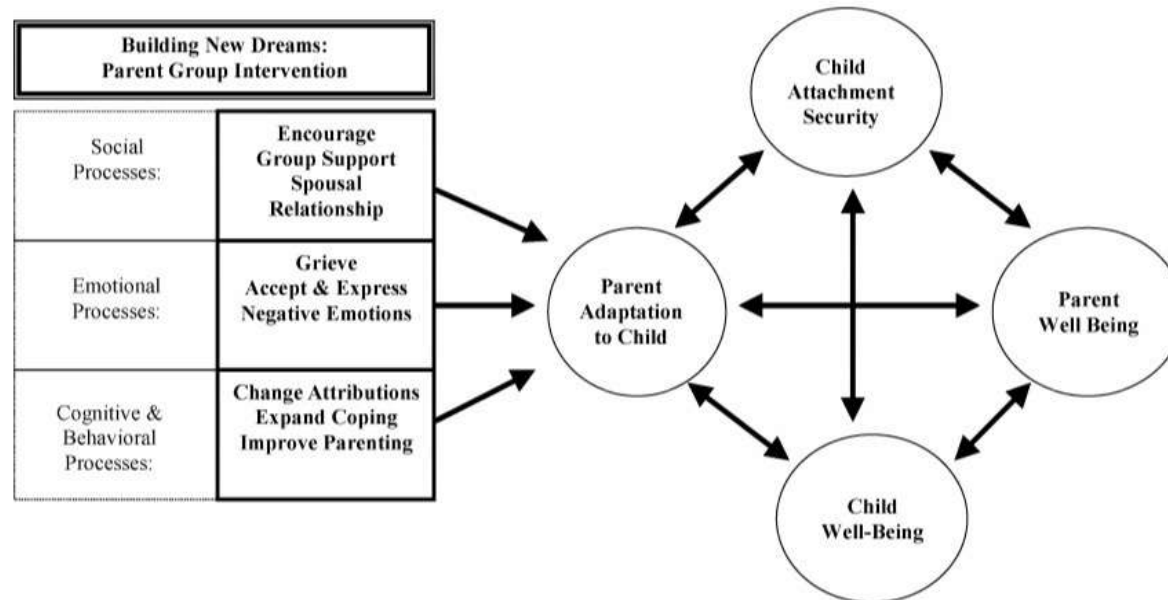 Building New Dreams:
Parent Group Intervention
Social
Processes:
Encourage
Group Support
Spousal
Relationship
Emotional
Processes:
Grieve
Accept & Express
Negative Emotions
Cognitive &
Behavioral
Processes:
Change Attributions
Expand Coping
Improve Parenting
Child
Attachment
Security
Parent
Adaptation
to Child
Parent
Well Being
Child
Well-Being